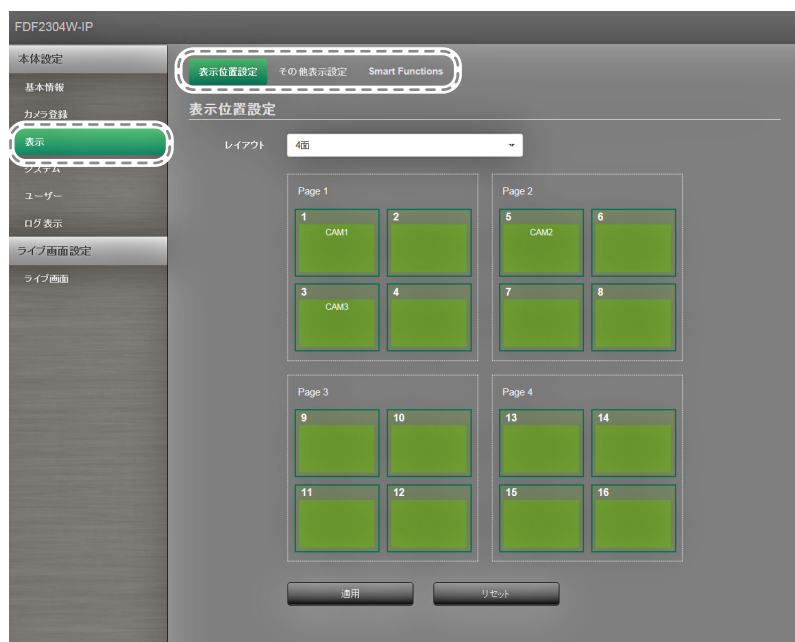 FDF2304W-IP
本体設定
基本情報
カメラ登録
表示
システム
ユーザー
ログ表示
ライブ画面設定
ライブ画面
表示位置設定 その他表示設定 Smart Functions
表示位置設定
レイアウト 4面
Page 1 Page 2
1 2 5 6
CAM1 CAM2
3 4 7 8
CAM3
Page 3 Page 4
9 10 13 14
11 12 15 16
適用 リセット